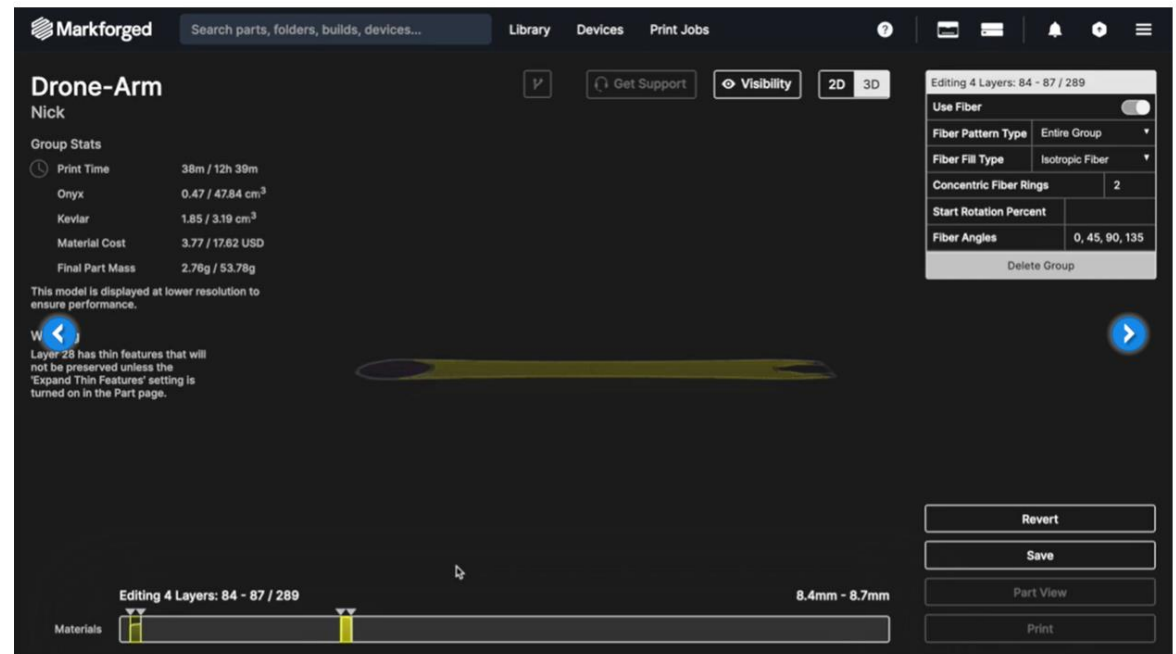 Markforged
Search parts, folders, builds, devices...
Library
Devices
Print Jobs
?
Drone-Arm
Nick
Get Support
Visibility
2D 3D
Group Stats
Print Time 38m / 12h 39m
Onyx 0.47 / 47.84 cm³
Kevlar 1.85 / 3.19 cm³
Material Cost 3.77 / 17.62 USD
Final Part Mass 2.76g / 53.78g
This model is displayed at lower resolution to
ensure performance.
Layer 28 has thin features that will
not be preserved unless the
'Expand Thin Features' setting is
turned on in the Part page.
Editing 4 Layers: 84 - 87 / 289
Use Fiber
Fiber Pattern Type Entire Group
Fiber Fill Type Isotropic Fiber
Concentric Fiber Rings 2
Start Rotation Percent
Fiber Angles 0, 45, 90, 135
Delete Group
Revert
Save
Part View
Print
Editing 4 Layers: 84 - 87 / 289
8.4mm - 8.7mm
Materials